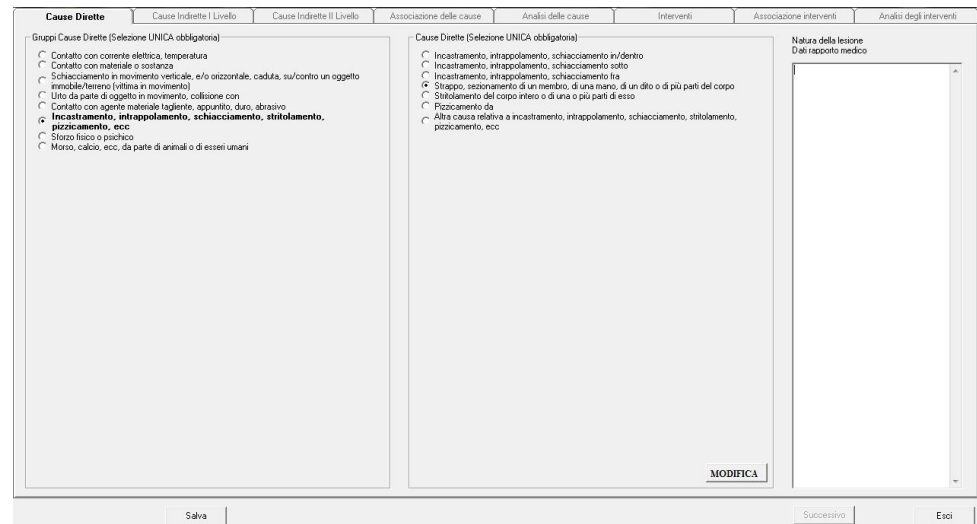 Cause Dirette
Cause Indirette I Livello
Cause Indirette II Livello
Associazione delle cause
Analisi delle cause
Interventi
Associazione interventi
Analisi degli interventi
Gruppi Cause Dirette (Selezione UNICA obbligatoria)
Contatto con corrente elettrica, temperatura
Contatto con materiale o sostanza
Schiacciamento in movimento verticale, e/o orizzontale, caduta, su/contro un oggetto
immobile/terreno (vittima in movimento)
Urto da parte di oggetto in movimento, collisione con
Contatto con agente materiale tagliente, appuntito, duro, abrasivo
Incastramento, intrappolamento, schiacciamento, stritolamento,
pizzicamento, ecc
Sforzo fisico o psichico
Morso, calcio, ecc, da parte di animali o di esseri umani
Cause Dirette (Selezione UNICA obbligatoria)
Incastramento, intrappolamento, schiacciamento in/dentro
Incastramento, intrappolamento, schiacciamento sotto
Incastramento, intrappolamento, schiacciamento fra
Strappo, sezionamento di un membro, di una mano, di un dito o di più parti del corpo
Stritolamento del corpo intero o di una o più parti di esso
Pizzicamento da
Altra causa relativa a incastramento, intrappolamento, schiacciamento, stritolamento,
pizzicamento, ecc
MODIFICA
Natura della lesione
Dati rapporto medico
Salva
Successivo
Esci